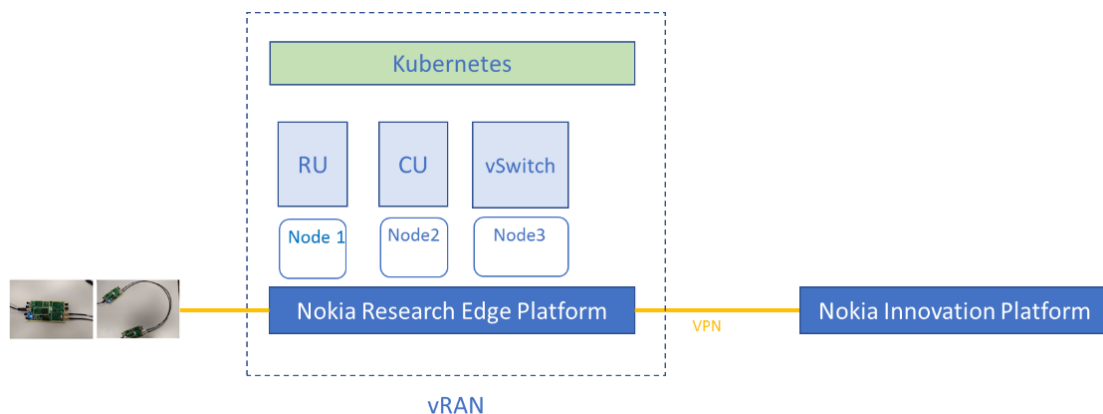 Kubernetes
RU
CU
vSwitch
Node 1
Node2
Node3
Nokia Research Edge Platform
VPN
Nokia Innovation Platform
vRAN